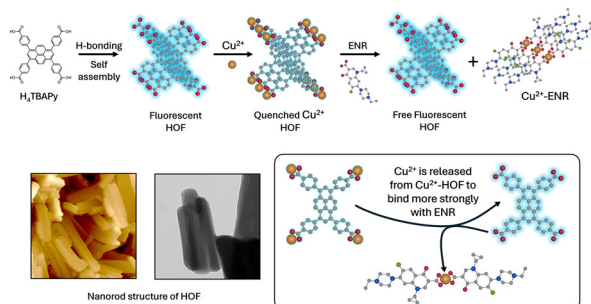 H-bonding
Self
assembly
H₄TBAPy
Fluorescent
HOF
Cu²⁺
Quenched Cu²⁺
HOF
ENR
Free Fluorescent
HOF
+
Cu²⁺-ENR
Nanorod structure of HOF
Cu²⁺ is released
from Cu²⁺-HOF to
bind more strongly
with ENR